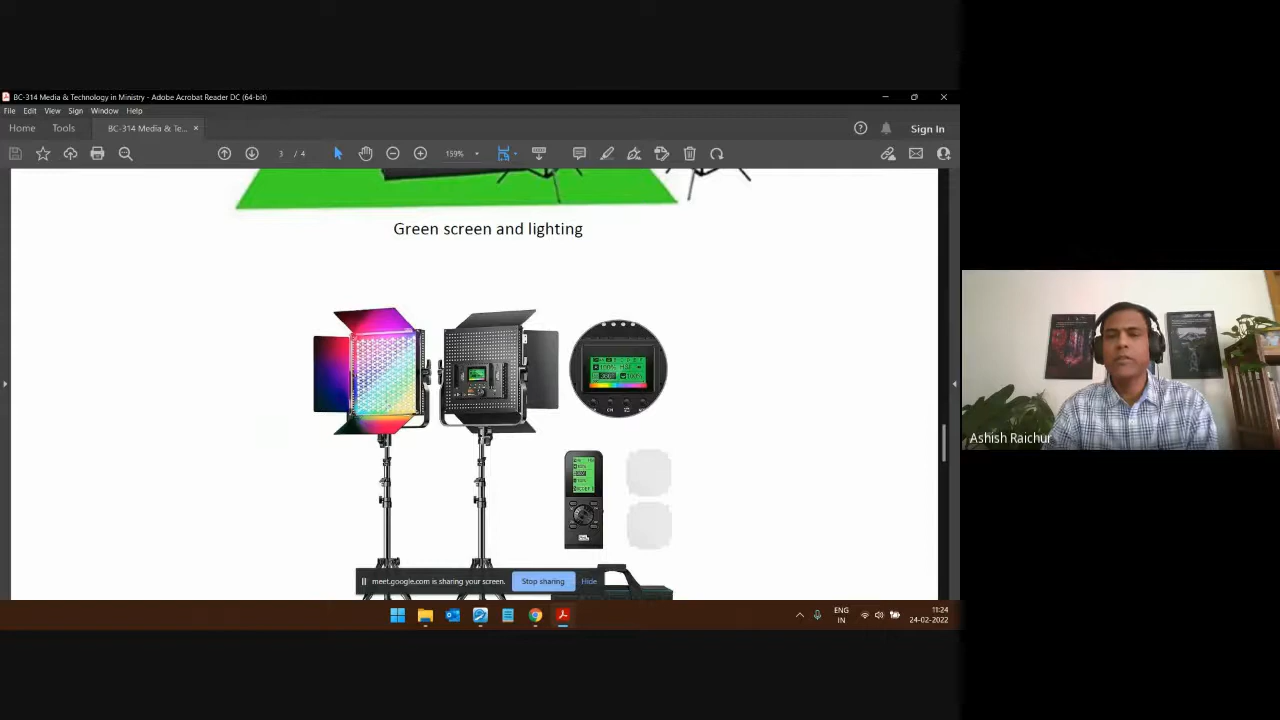 BC-314 Media & Technology in Ministry - Adobe Acrobat Reader DC (64-bit)
File Edit View Sign Window Help
Home Tools BC-314 Media & Te... × Sign In
3 / 4 159%
Green screen and lighting
Ashish Raichur
meet.google.com is sharing your screen. Stop sharing Hide
ENG 11:24
IN 24-02-2022